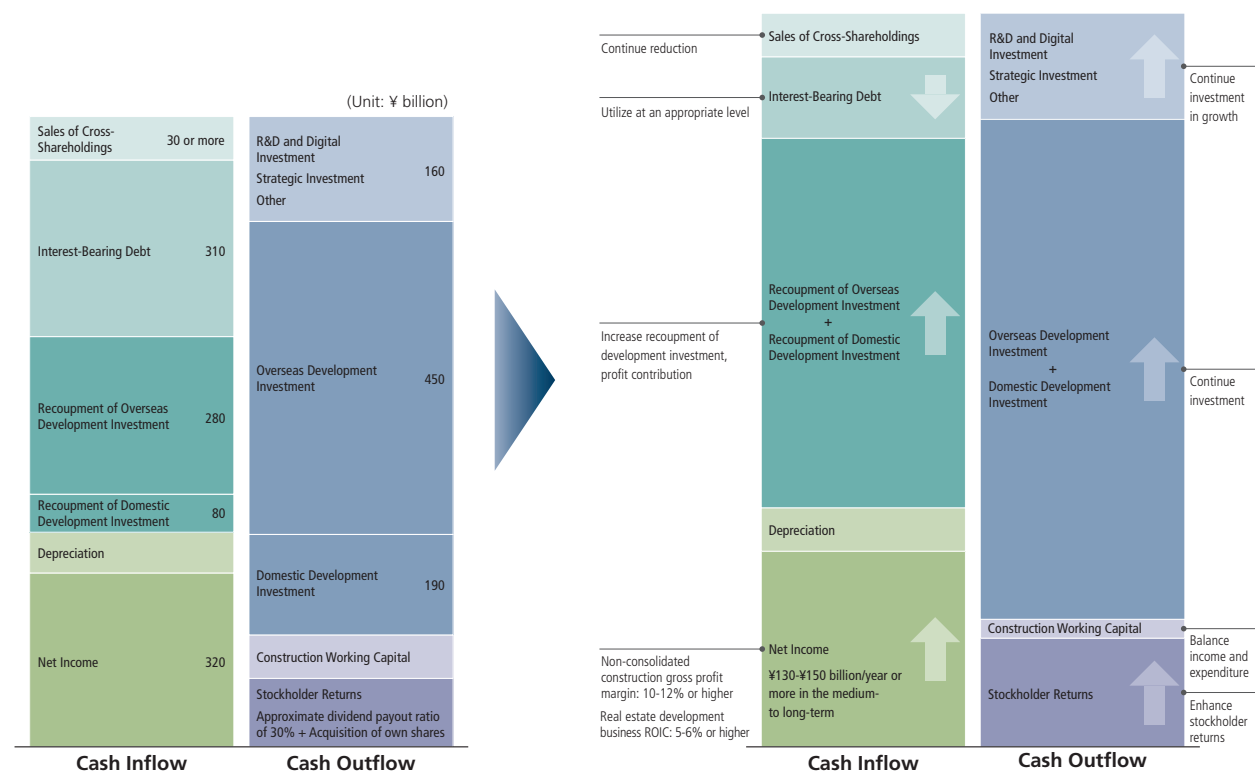 (Unit: ¥ billion)
Sales of Cross-
Shareholdings
30 or more
Interest-Bearing Debt
310
Recoupment of Overseas
Development Investment
280
Recoupment of Domestic
Development Investment
80
Depreciation
Net Income
320
Cash Inflow
R&D and Digital
Investment
Strategic Investment
Other
160
Overseas Development
Investment
450
Domestic Development
Investment
190
Construction Working Capital
Stockholder Returns
Approximate dividend payout ratio
of 30% + Acquisition of own shares
Cash Outflow
Continue reduction
Utilize at an appropriate level
Increase recoupment of
development investment,
profit contribution
Non-consolidated
construction gross profit
margin: 10-12% or higher
Real estate development
business ROIC: 5-6% or higher
Sales of Cross-Shareholdings
Interest-Bearing Debt
Recoupment of Overseas
Development Investment
+
Recoupment of Domestic
Development Investment
Depreciation
Net Income
¥130-¥150 billion/year or
more in the medium-
to long-term
Cash Inflow
R&D and Digital
Investment
Strategic Investment
Other
Overseas Development
Investment
+
Domestic Development
Investment
Construction Working Capital
Stockholder Returns
Cash Outflow
Continue
investment
in growth
Continue
investment
Balance
income and
expenditure
Enhance
stockholder
returns